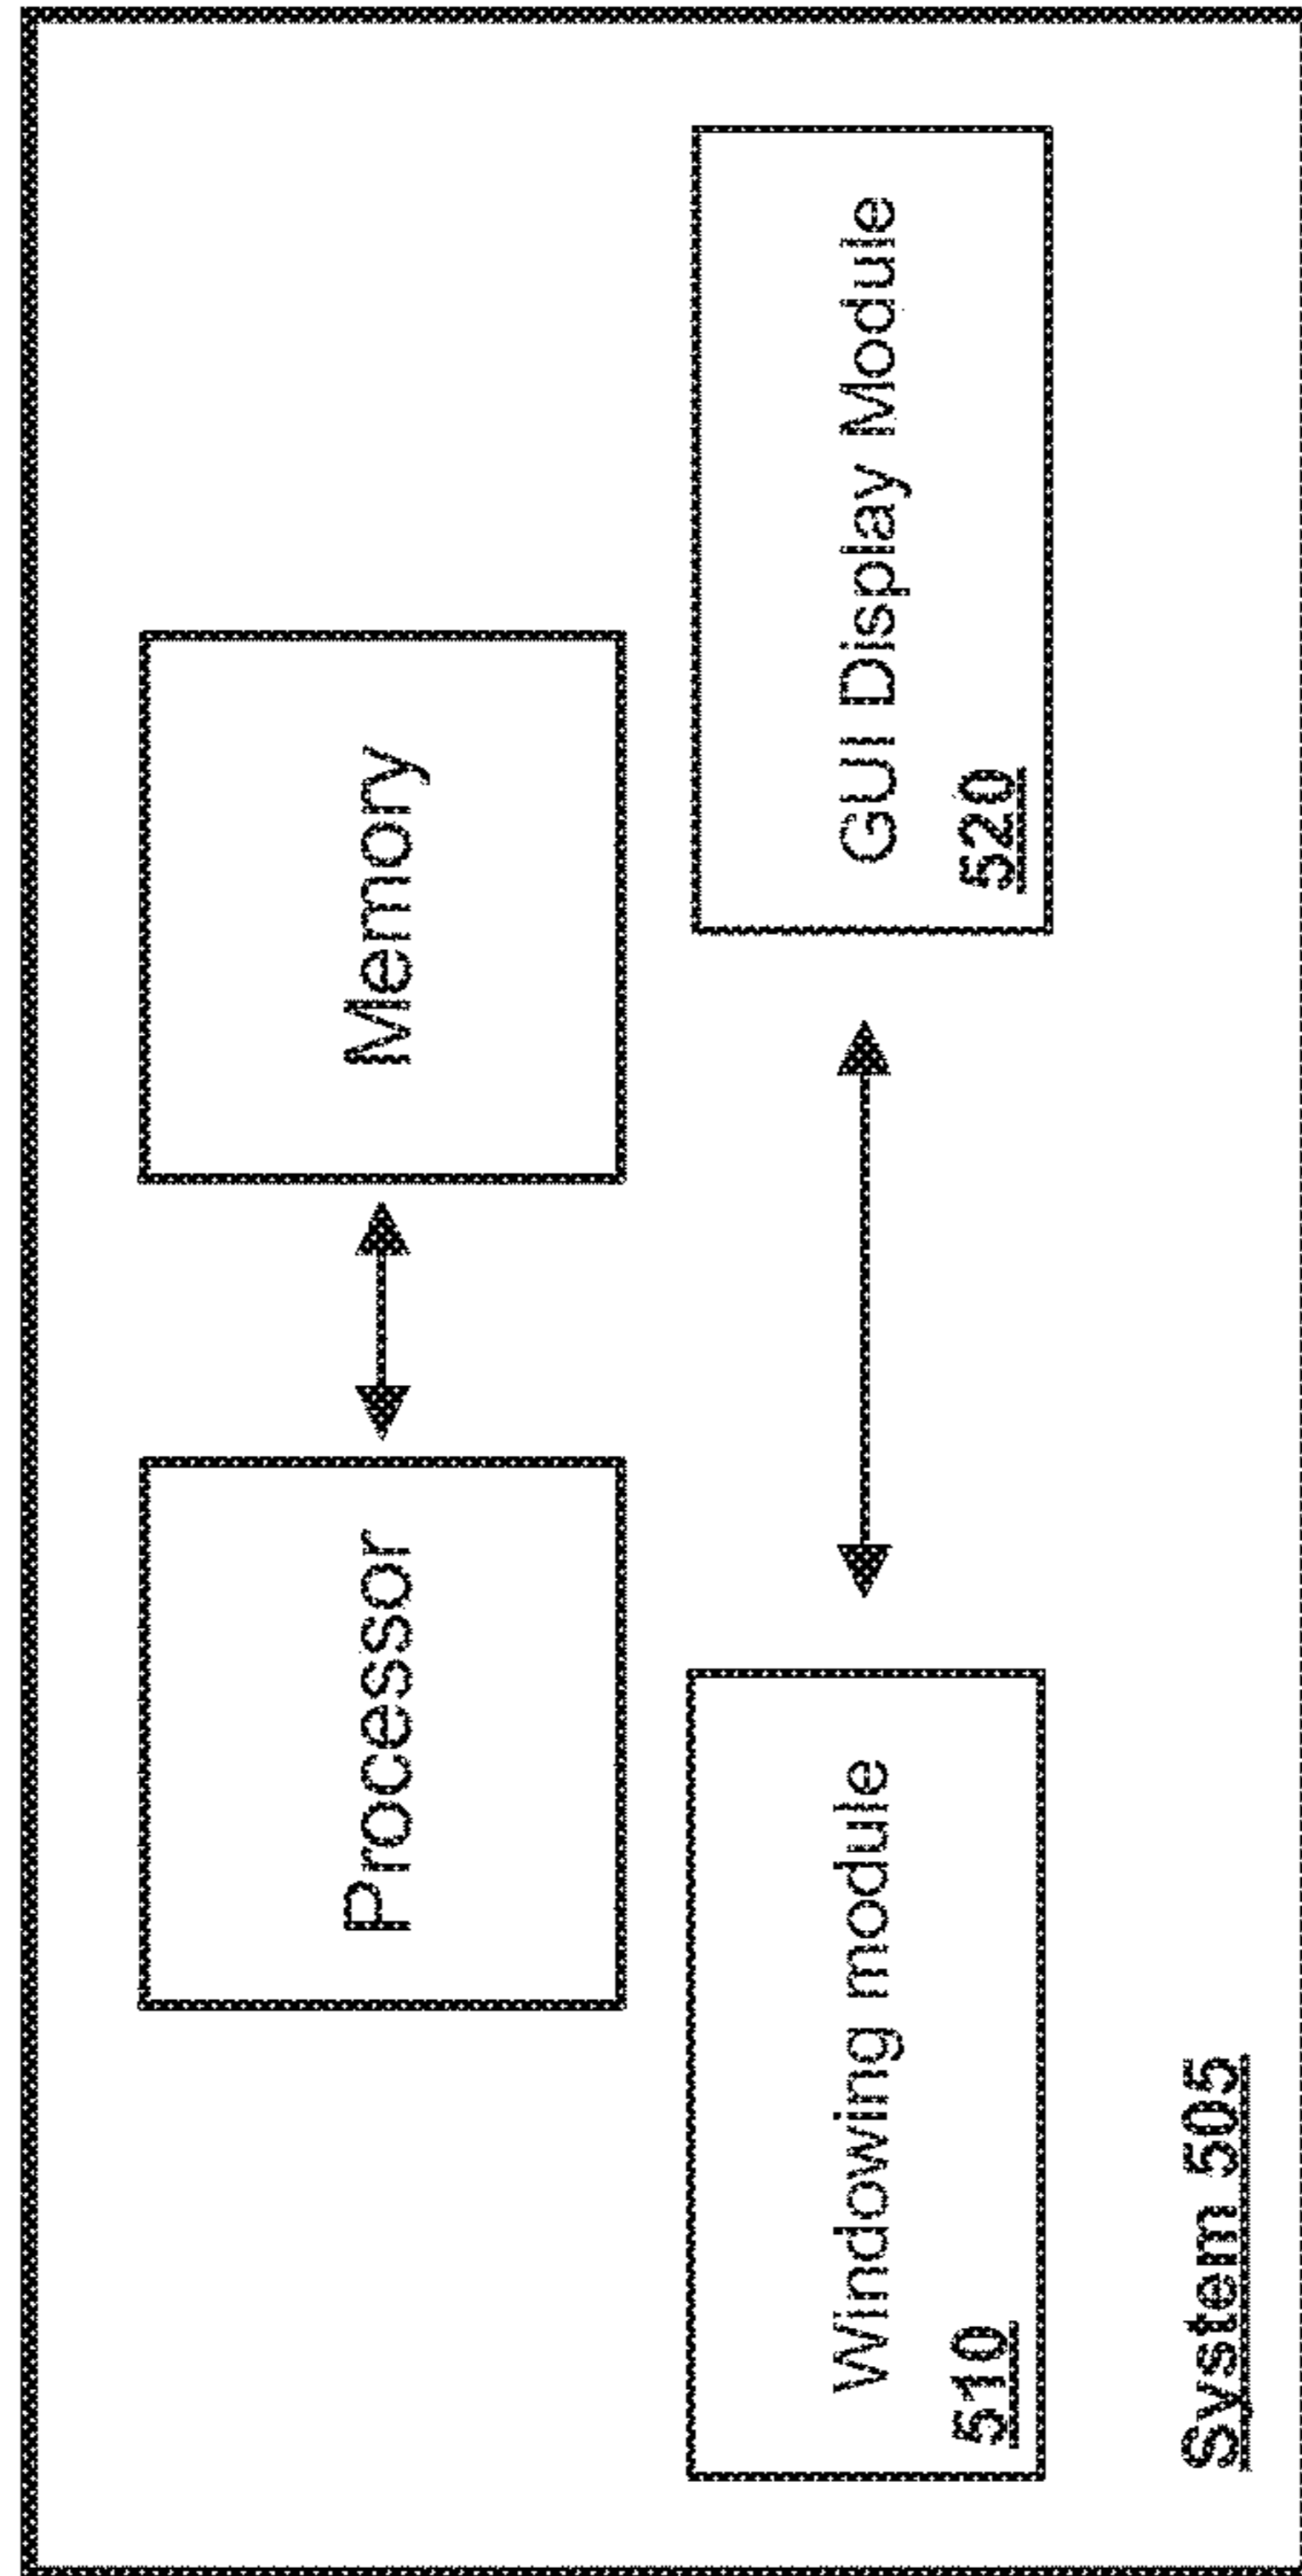 Processor
Memory
Windowing module
510
GUI Display Module
520
System 505